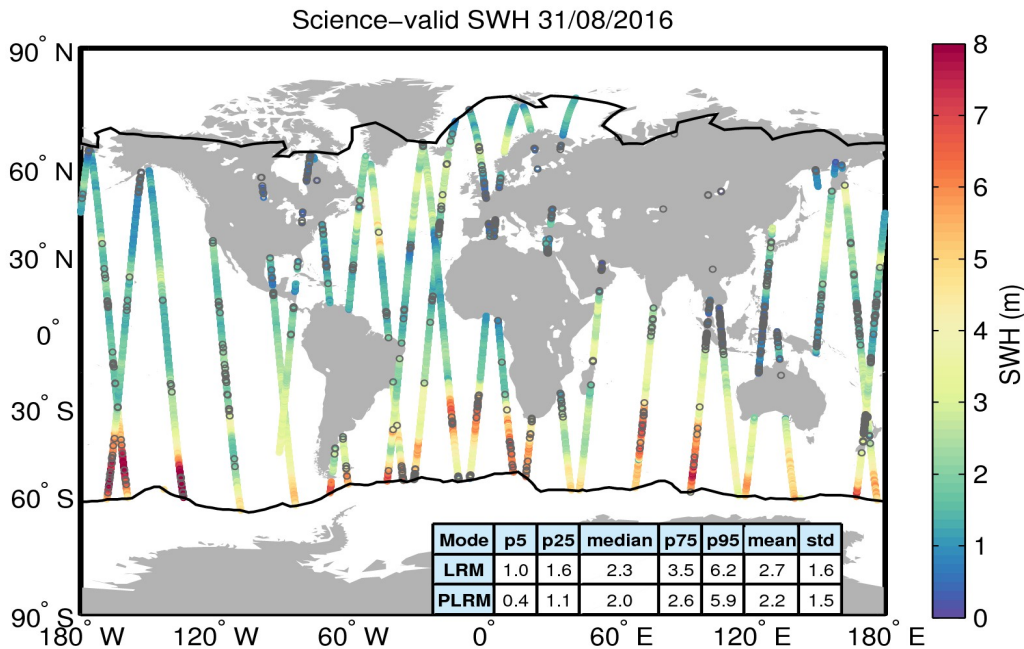 Science−valid SWH 31/08/2016
90° N
60° N
30° N
0°
30° S
60° S
90° S
180° W
120° W
60° W
0°
60° E
120° E
180° E
Mode p5 p25 median p75 p95 mean std
LRM 1.0 1.6 2.3 3.5 6.2 2.7 1.6
PLRM 0.4 1.1 2.0 2.6 5.9 2.2 1.5
8
7
6
5
4
3
2
1
0
SWH (m)